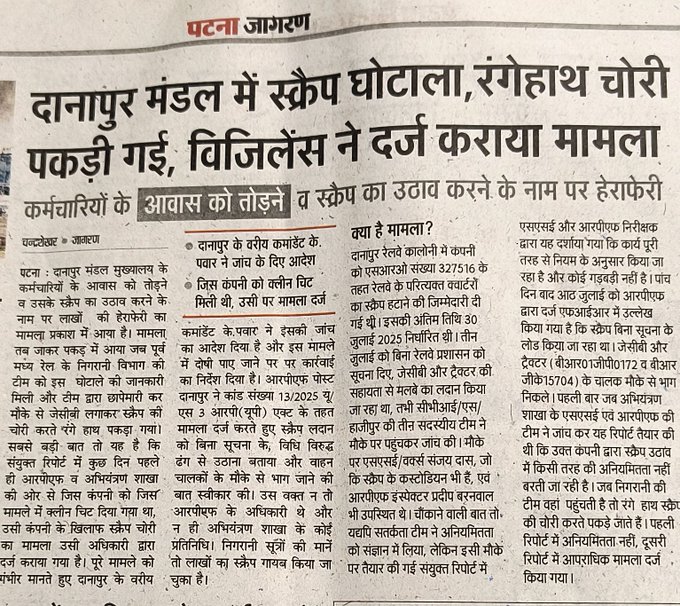 पटना जागरण
दानापुर मंडल में स्क्रैप घोटाला,रंगेहाथ चोरी
पकड़ी गई, विजिलेंस ने दर्ज कराया मामला
कर्मचारियों के आवास को तोड़ने व स्क्रैप का उठाव करने के नाम पर हेराफेरी
चन्द्रशेखर • जागरण
पटना : दानापुर मंडल मुख्यालय के
कर्मचारियों के आवास को तोड़ने
व उसके स्क्रैप का उठाव करने के
नाम पर लाखों की हेराफेरी का
मामला प्रकाश में आया है। मामला
तब जाकर पकड़ में आया जब पूर्व
मध्य रेल के निगरानी विभाग की
टीम को इस घोटाले की जानकारी
मिली और टीम द्वारा छापेमारी कर
मौके से जेसीबी लगाकर स्क्रैप की
चोरी करते रंगे हाथ पकड़ा गया।
सबसे बड़ी बात तो यह है कि
संयुक्त रिपोर्ट में कुछ दिन पहले
ही आरपीएफ व अभियंत्रण शाखा
की ओर से जिस कंपनी को जिस
मामले में क्लीन चिट दिया गया था,
उसी कंपनी के खिलाफ स्क्रैप चोरी
का मामला उसी अधिकारी द्वारा
दर्ज कराया गया है। पूरे मामले को
गंभीर मानते हुए दानापुर के वरीय
• दानापुर के वरीय कमांडेंट के.
पवार ने जांच के दिए आदेश
• जिस कंपनी को क्लीन चिट
मिली थी, उसी पर मामला दर्ज
कमांडेंट के.पवार ने इसकी जांच
का आदेश दिया है और इस मामले
में दोषी पाए जाने पर पर कार्रवाई
का निर्देश दिया है। आरपीएफ पोस्ट
दानापुर ने कांड संख्या 13/2025 यू/
एस 3 आरपी(यूपी) एक्ट के तहत
मामला दर्ज करते हुए स्क्रैप लदान
को बिना सूचना के, विधि विरुद्ध
ढंग से उठाना बताया और वाहन
चालकों के मौके से भाग जाने की
बात स्वीकार की। उस वक्त न तो
आरपीएफ के अधिकारी थे और
न ही अभियंत्रण शाखा के कोई
प्रतिनिधि। निगरानी सूत्रों की मानें
तो लाखों का स्क्रैप गायब किया जा
चुका है।
क्या है मामला?
दानापुर रेलवे कालोनी में कंपनी
को एसआरओ संख्या 327516 के
तहत रेलवे के परित्यक्त क्वार्टरों
का स्क्रैप हटाने की जिम्मेदारी दी
गई थी। इसकी अंतिम तिथि 30
जुलाई 2025 निर्धारित थी। तीन
जुलाई को बिना रेलवे प्रशासन को
सूचना दिए, जेसीबी और ट्रैक्टर की
सहायता से मलबे का लदान किया
जा रहा था, तभी सीभीआई/एस/
हाजीपुर की तीन सदस्यीय टीम ने
मौके पर पहुंचकर जांच की। मौके
पर एसएसई/वर्क्स संजय दास, जो
कि स्क्रैप के कस्टोडियन भी हैं, एवं
आरपीएफ इंस्पेक्टर प्रदीप बरनवाल
भी उपस्थित थे। चौंकाने वाली बात तो
यद्यपि सतर्कता टीम ने अनियमितता
को संज्ञान में लिया, लेकिन इसी मौके
पर तैयार की गई संयुक्त रिपोर्ट में
एसएसई और आरपीएफ निरीक्षक
द्वारा यह दर्शाया गया कि कार्य पूरी
तरह से नियम के अनुसार किया जा
रहा है और कोई गड़बड़ी नहीं है। पांच
दिन बाद आठ जुलाई को आरपीएफ
द्वारा दर्ज एफआईआर में उल्लेख
किया गया है कि स्क्रैप बिना सूचना के
लोड किया जा रहा था। जेसीबी और
ट्रैक्टर (बीआर01जीपी0172 व बीआर
जीके15704) के चालक मौके से भाग
निकले। पहली बार जब अभियंत्रण
शाखा के एसएसई एवं आरपीएफ की
टीम ने जांच कर यह रिपोर्ट तैयार की
थी कि उक्त कंपनी द्वारा स्क्रैप उठाव
में किसी तरह की अनियमितता नहीं
बरती जा रही है। जब निगरानी की
टीम वहां पहुंचती है तो रंगे हाथ स्क्रैप
की चोरी करते पकड़े जाते हैं। पहली
रिपोर्ट में अनियमितता नहीं, दूसरी
रिपोर्ट में आपराधिक मामला दर्ज
किया गया।